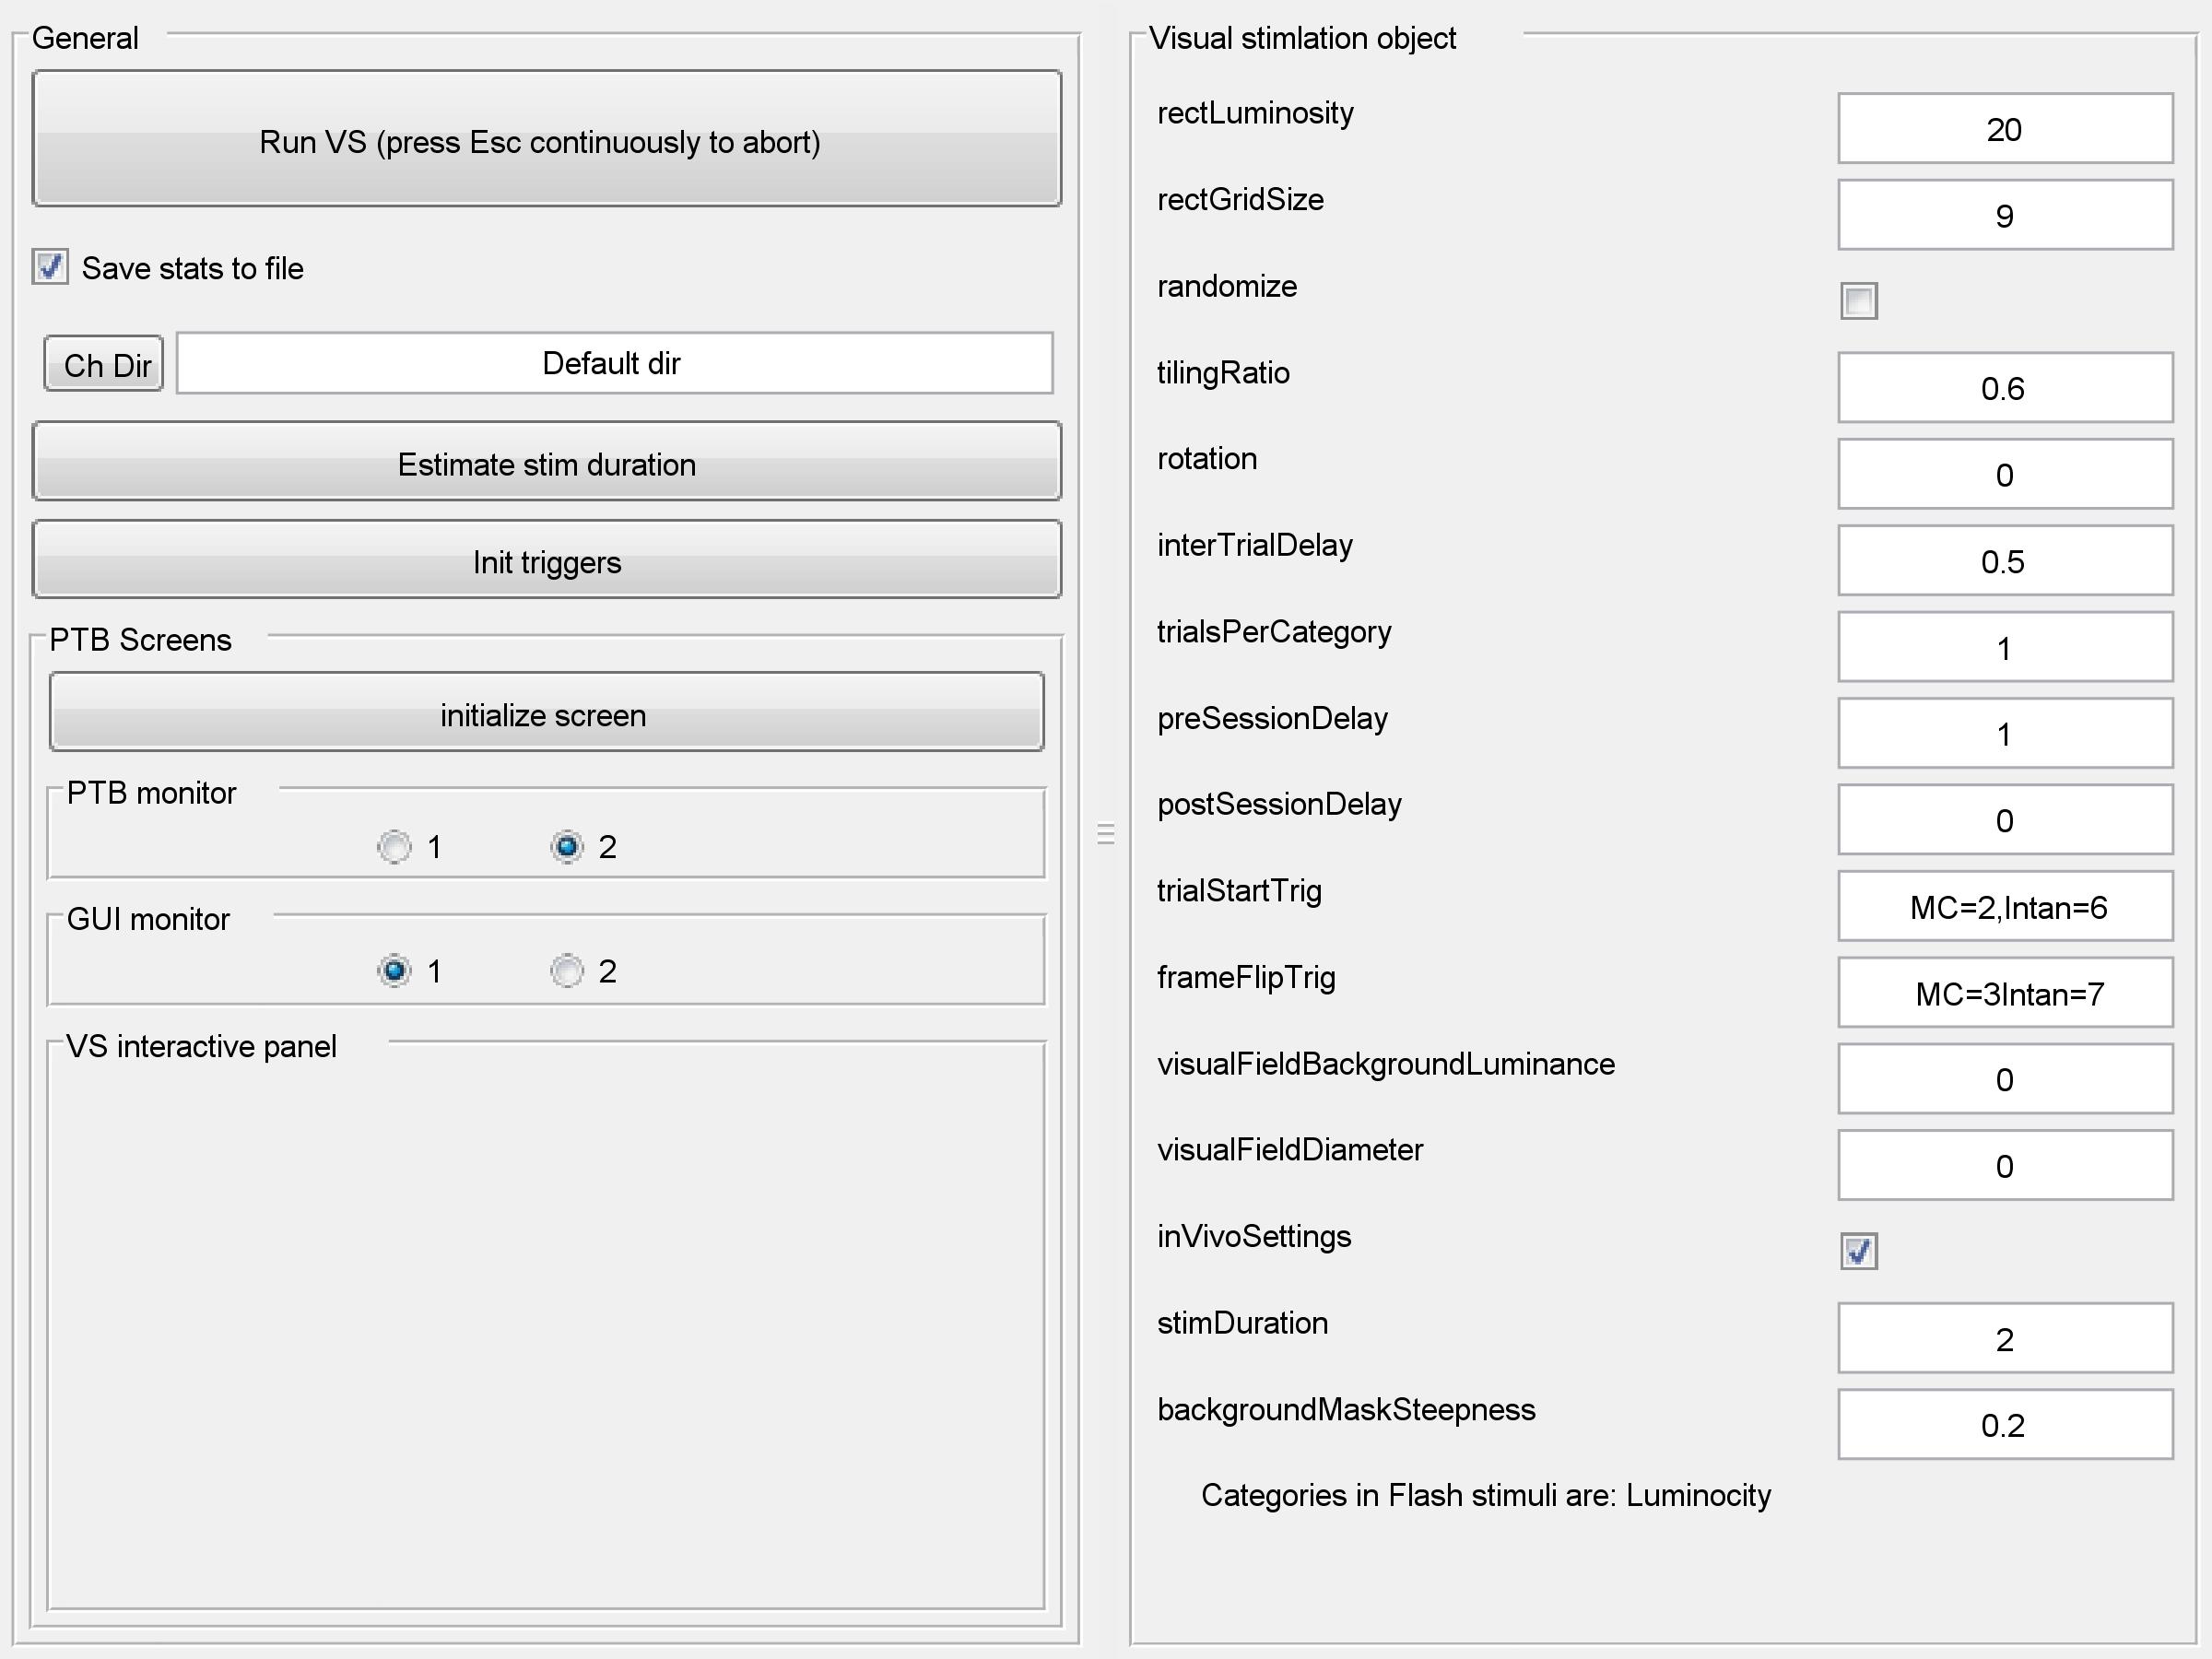 General
Run VS (press Esc continuously to abort)
Save stats to file
Ch Dir
Default dir
Estimate stim duration
Init triggers
PTB Screens
initialize screen
PTB monitor
1 2
GUI monitor
1 2
VS interactive panel
Visual stimlation object
rectLuminosity 20
rectGridSize 9
randomize
tilingRatio 0.6
rotation 0
interTrialDelay 0.5
trialsPerCategory 1
preSessionDelay 1
postSessionDelay 0
trialStartTrig MC=2,Intan=6
frameFlipTrig MC=3Intan=7
visualFieldBackgroundLuminance 0
visualFieldDiameter 0
inVivoSettings
stimDuration 2
backgroundMaskSteepness 0.2
Categories in Flash stimuli are: Luminocity